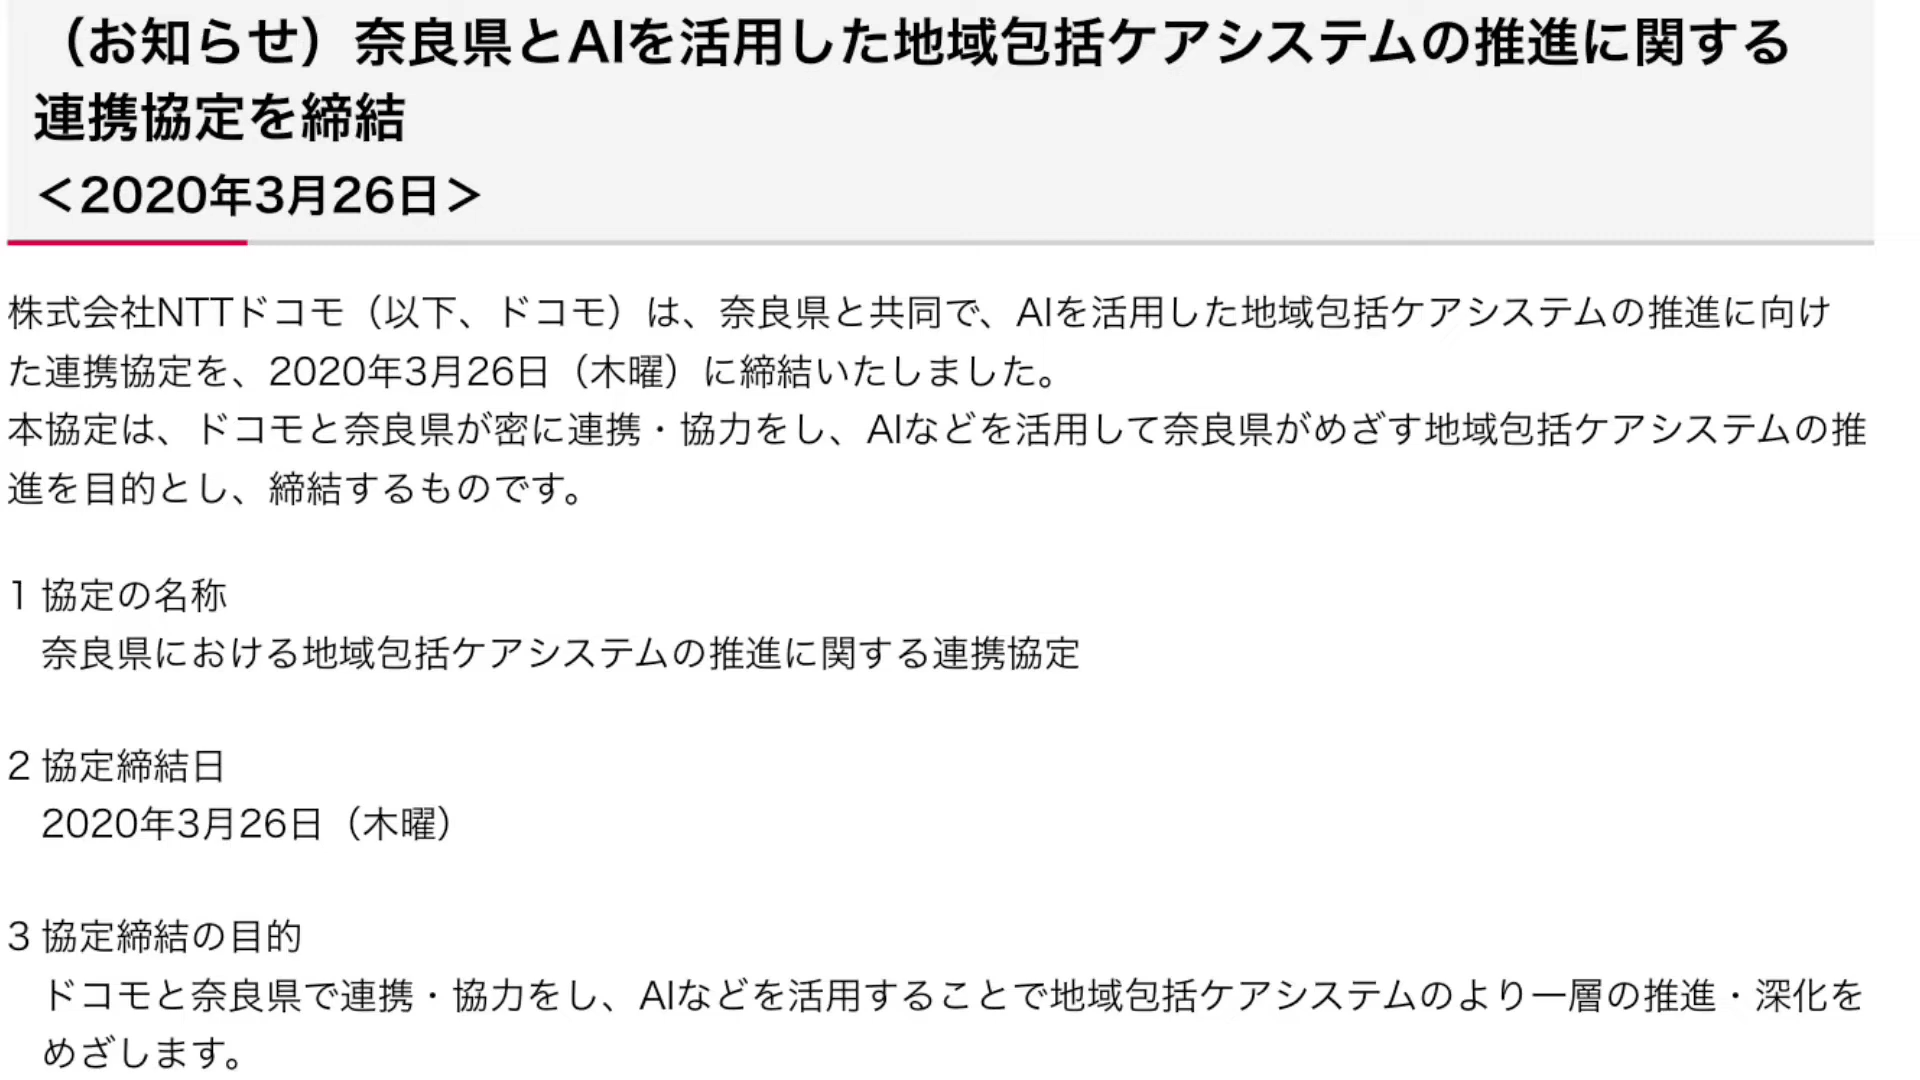 （お知らせ）奈良県とAIを活用した地域包括ケアシステムの推進に関する
連携協定を締結
＜2020年3月26日＞
株式会社NTTドコモ（以下、ドコモ）は、奈良県と共同で、AIを活用した地域包括ケアシステムの推進に向け
た連携協定を、2020年3月26日（木曜）に締結いたしました。
本協定は、ドコモと奈良県が密に連携・協力をし、AIなどを活用して奈良県がめざす地域包括ケアシステムの推
進を目的とし、締結するものです。
1 協定の名称
奈良県における地域包括ケアシステムの推進に関する連携協定
2 協定締結日
2020年3月26日（木曜）
3 協定締結の目的
ドコモと奈良県で連携・協力をし、AIなどを活用することで地域包括ケアシステムのより一層の推進・深化を
めざします。